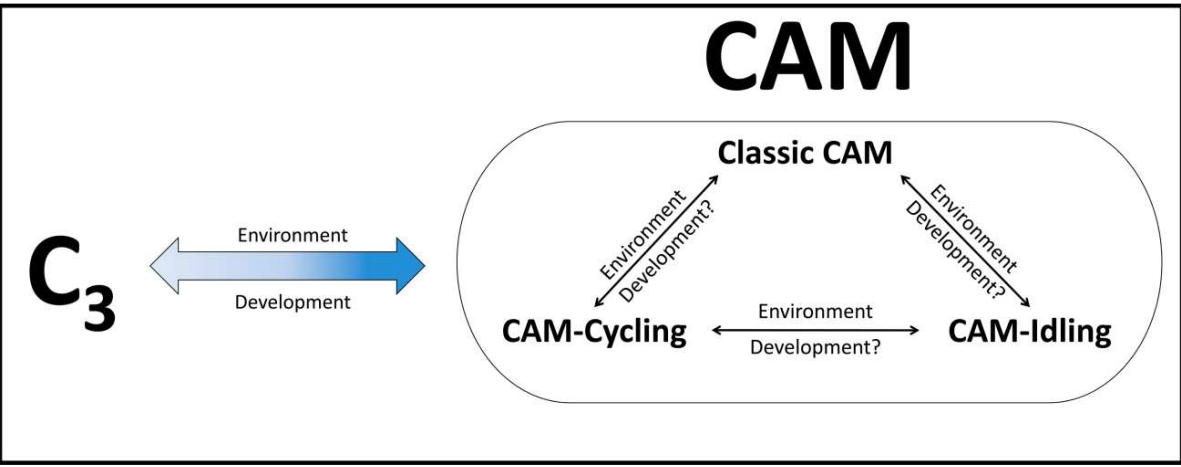 CAM
Classic CAM
Environment
Development?
Environment
Development?
C₃
Environment
Development
CAM-Cycling
Environment
Development?
CAM-Idling